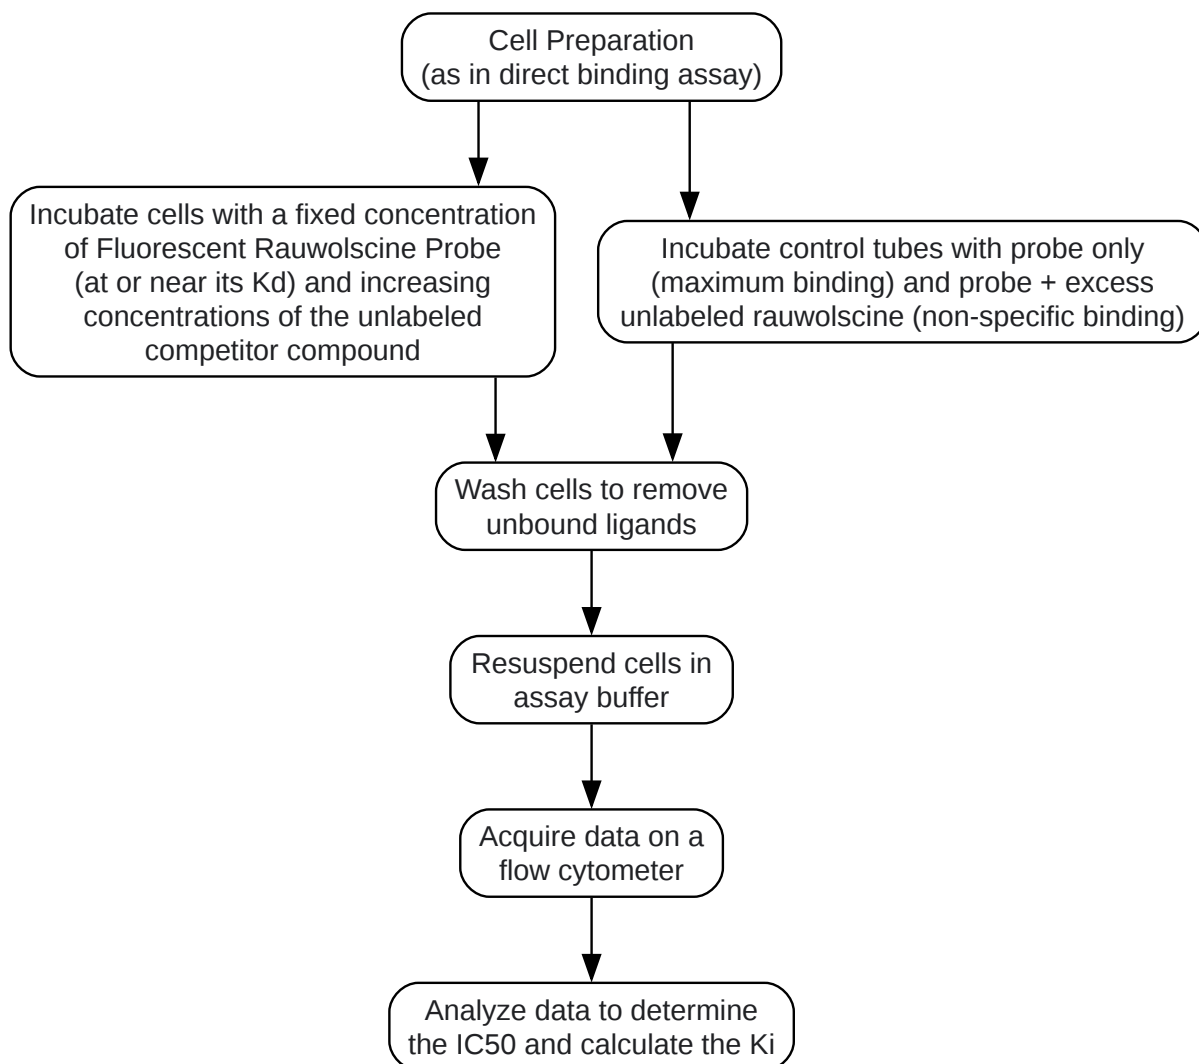 Cell Preparation
(as in direct binding assay)
Incubate cells with a fixed concentration
of Fluorescent Rauwolscine Probe
(at or near its Kd) and increasing
concentrations of the unlabeled
competitor compound
Incubate control tubes with probe only
(maximum binding) and probe + excess
unlabeled rauwolscine (non-specific binding)
Wash cells to remove
unbound ligands
Resuspend cells in
assay buffer
Acquire data on a
flow cytometer
Analyze data to determine
the IC50 and calculate the Ki